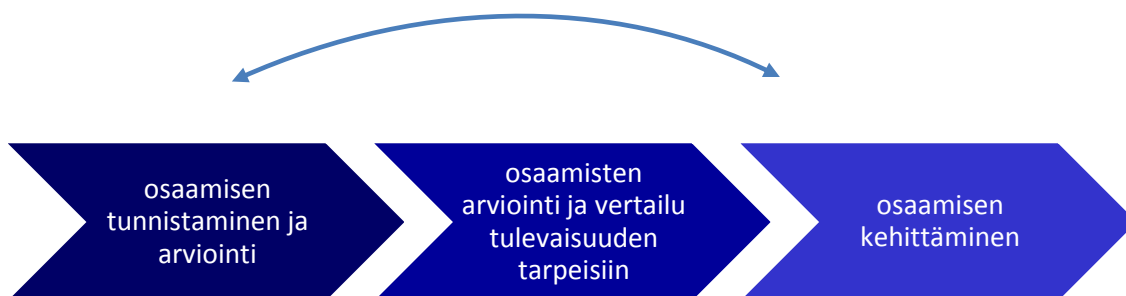 osaamisen
tunnistaminen ja
arviointi
osaamisten
arviointi ja vertailu
tulevaisuuden
tarpeisiin
osaamisen
kehittäminen